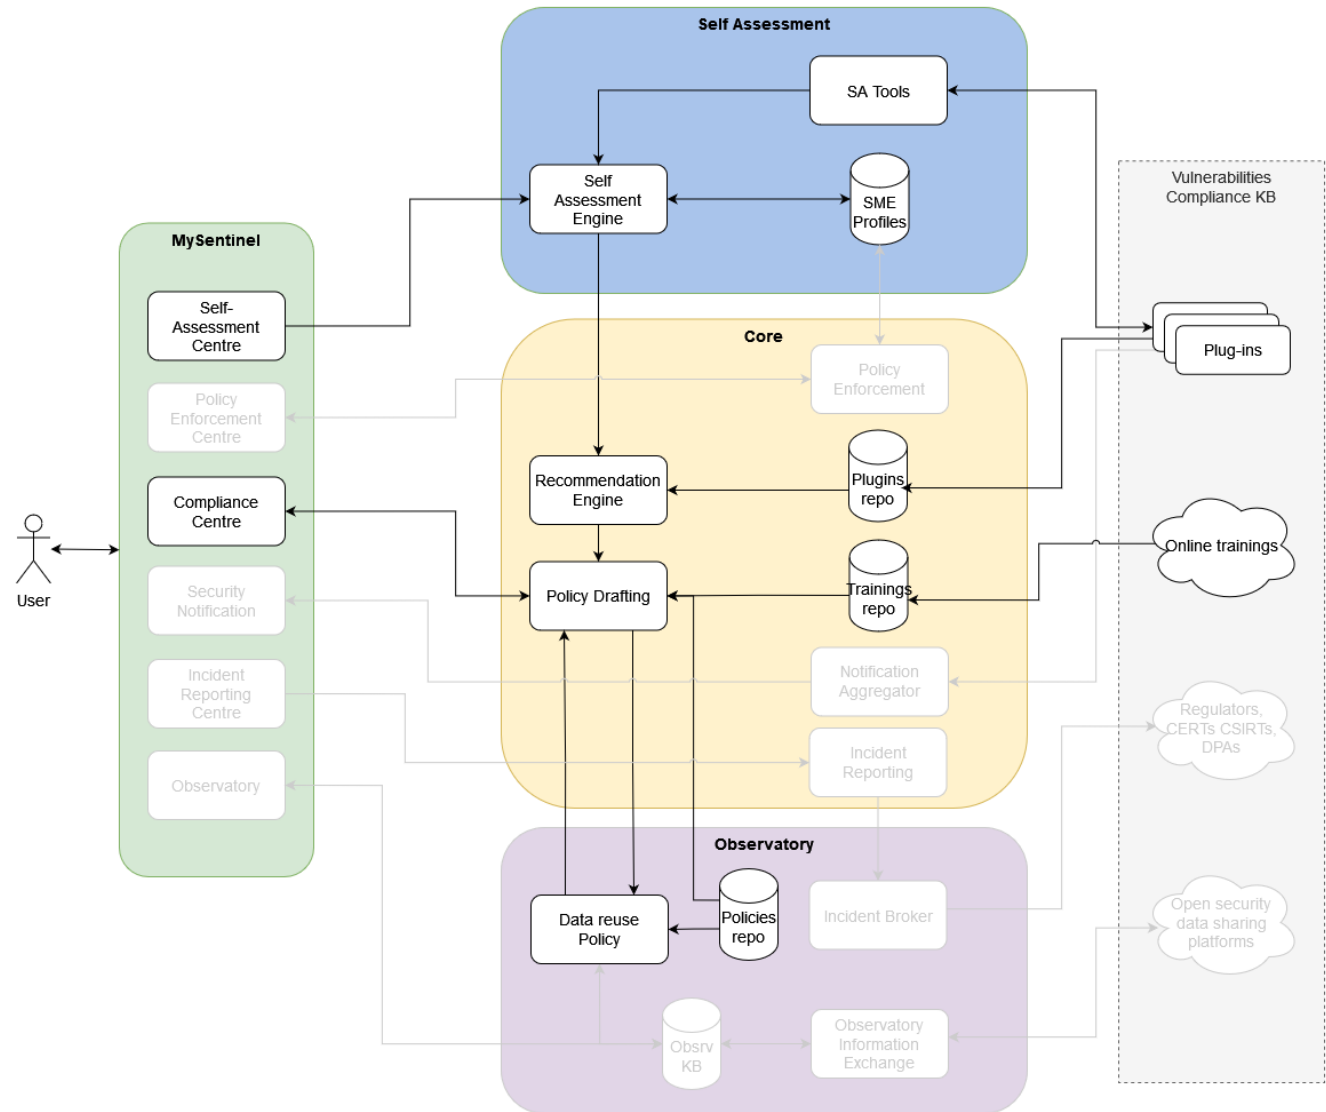 Self Assessment
SA Tools
Self
Assessment
Engine
SME
Profiles
Vulnerabilities
Compliance KB
MySentinel
Self-
Assessment
Centre
Policy
Enforcement
Centre
Compliance
Centre
Security
Notification
Incident
Reporting
Centre
Observatory
User
Core
Policy
Enforcement
Recommendation
Engine
Plugins
repo
Policy Drafting
Trainings
repo
Notification
Aggregator
Incident
Reporting
Plug-ins
Online trainings
Regulators,
CERTs CSIRTs,
DPAs
Open security
data sharing
platforms
Observatory
Data reuse
Policy
Policies
repo
Incident Broker
Obsrv
KB
Observatory
Information
Exchange